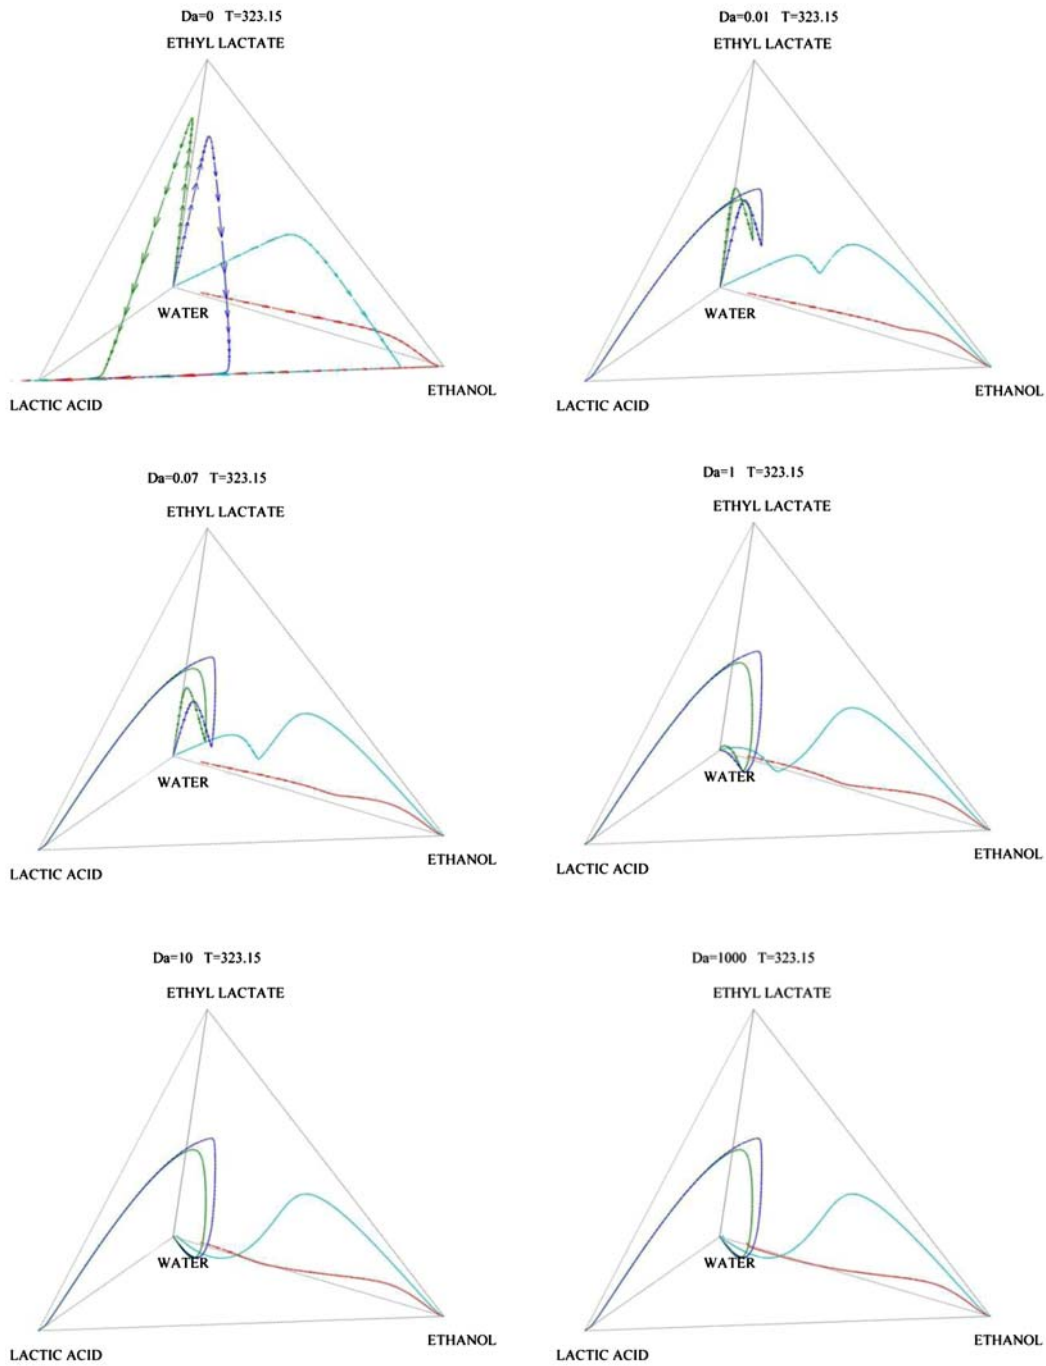 Da=0 T=323.15
ETHYL LACTATE
WATER
ETHANOL
LACTIC ACID
Da=0.01 T=323.15
ETHYL LACTATE
WATER
ETHANOL
LACTIC ACID
Da=0.07 T=323.15
ETHYL LACTATE
WATER
ETHANOL
LACTIC ACID
Da=1 T=323.15
ETHYL LACTATE
WATER
ETHANOL
LACTIC ACID
Da=10 T=323.15
ETHYL LACTATE
WATER
ETHANOL
LACTIC ACID
Da=1000 T=323.15
ETHYL LACTATE
WATER
ETHANOL
LACTIC ACID